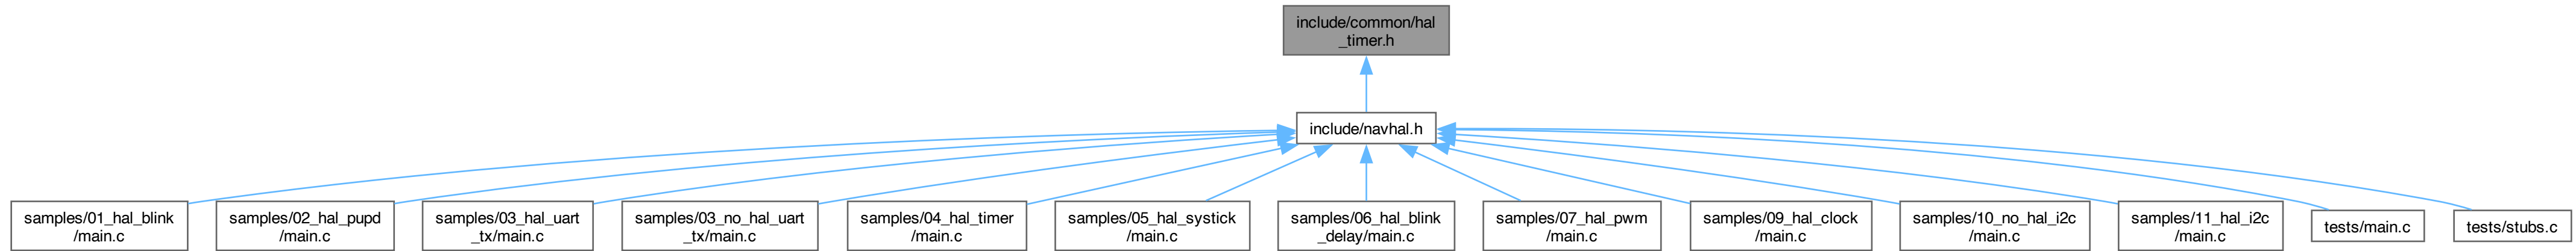 include/common/hal
_timer.h
include/navhal.h
samples/01_hal_blink
/main.c
samples/02_hal_pupd
/main.c
samples/03_hal_uart
_tx/main.c
samples/03_no_hal_uart
_tx/main.c
samples/04_hal_timer
/main.c
samples/05_hal_systick
/main.c
samples/06_hal_blink
_delay/main.c
samples/07_hal_pwm
/main.c
samples/09_hal_clock
/main.c
samples/10_no_hal_i2c
/main.c
samples/11_hal_i2c
/main.c
tests/main.c
tests/stubs.c